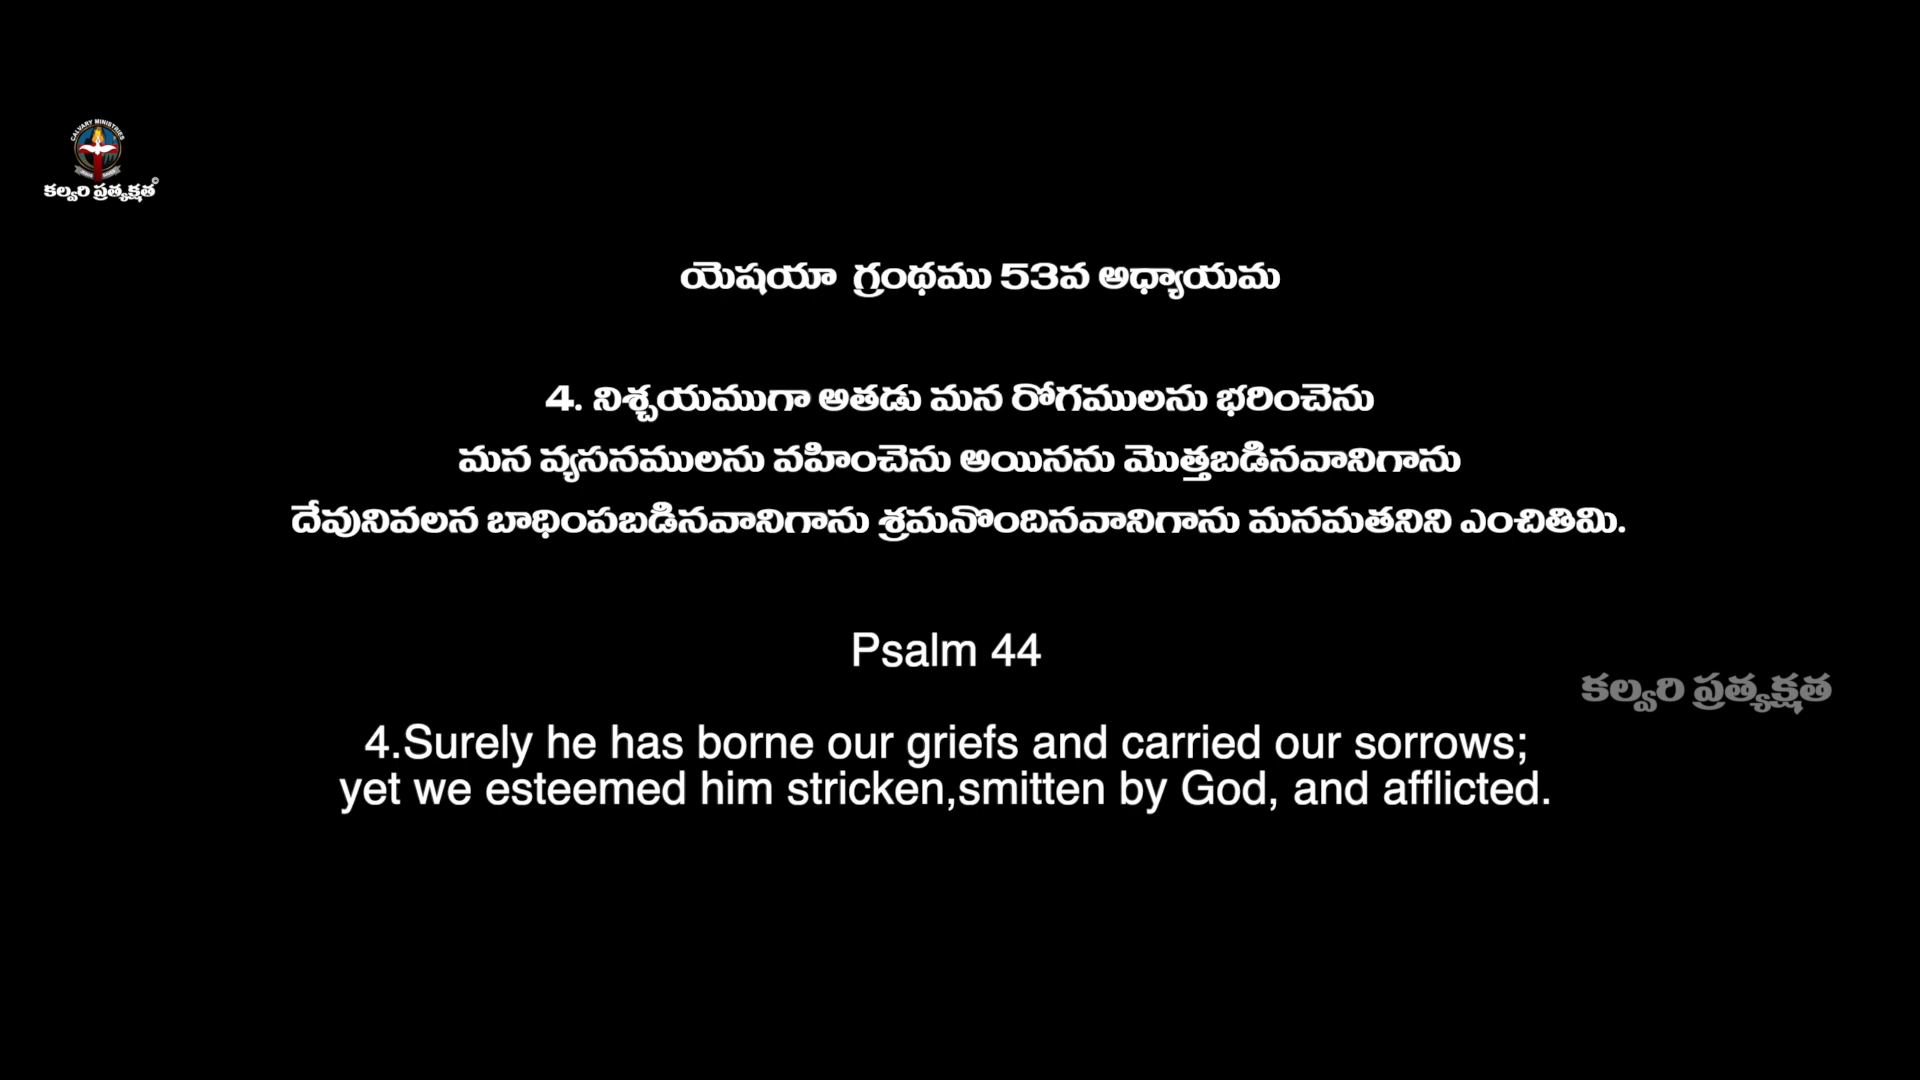 CALVARY MINISTRIES
కల్వరి ప్రత్యక్షత©
యెషయా గ్రంథము 53వ అధ్యాయమ
4. నిశ్చయముగా అతడు మన రోగములను భరించెను
మన వ్యసనములను వహించెను అయినను మొత్తబడినవానిగాను
దేవునివలన బాధింపబడినవానిగాను శ్రమనొందినవానిగాను మనమతనిని ఎంచితిమి.
Psalm 44
కల్వరి ప్రత్యక్షత
4.Surely he has borne our griefs and carried our sorrows;
yet we esteemed him stricken,smitten by God, and afflicted.